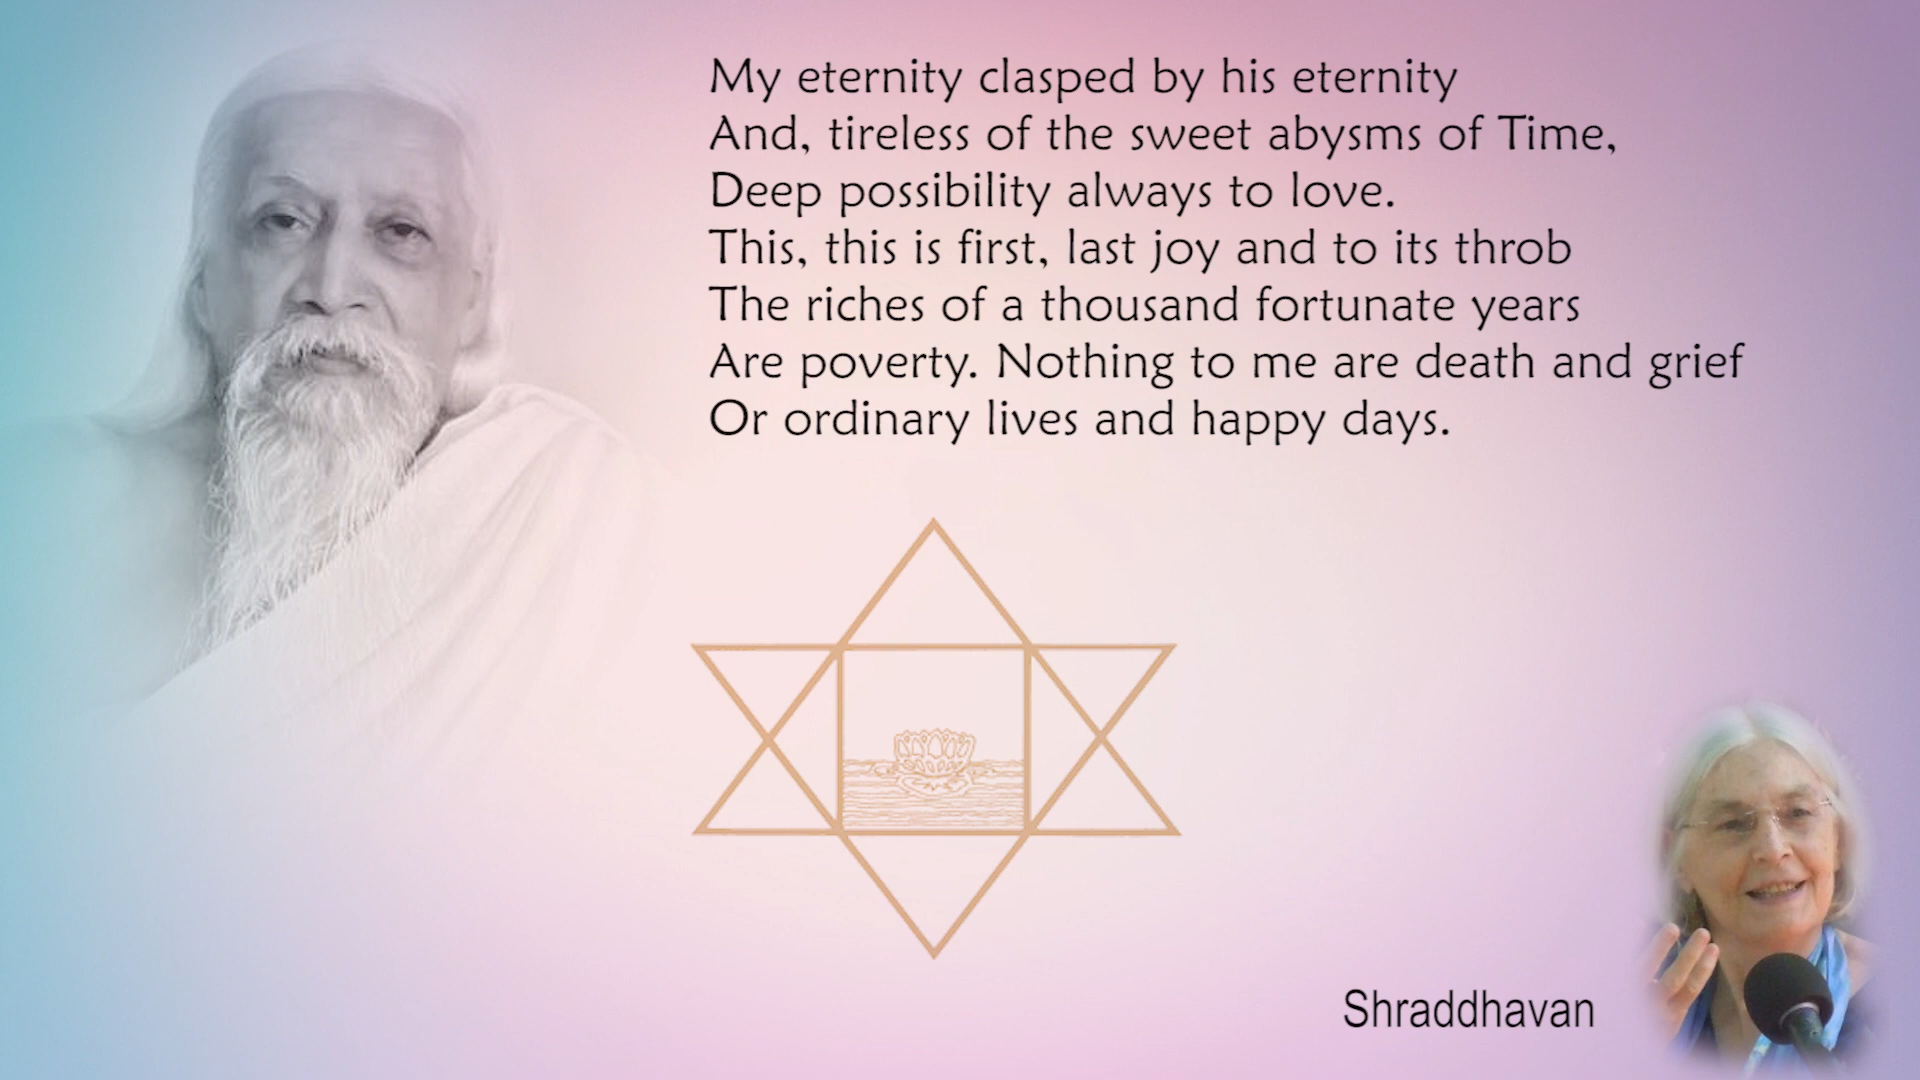 My eternity clasped by his eternity
And, tireless of the sweet abysms of Time,
Deep possibility always to love.
This, this is first, last joy and to its throb
The riches of a thousand fortunate years
Are poverty. Nothing to me are death and grief
Or ordinary lives and happy days.
Shraddhavan